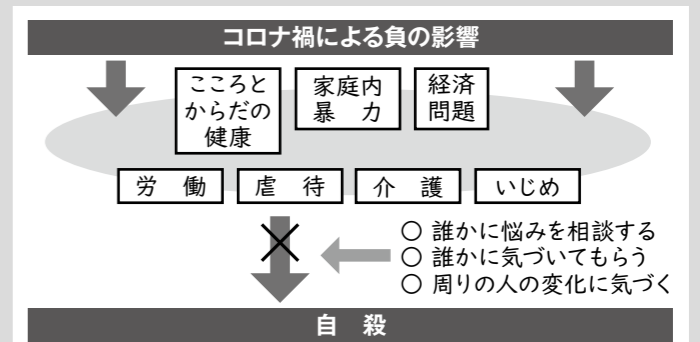 コロナ禍による負の影響
こころと
からだの
健康
家庭内
暴　力
経済
問題
労　働
虐　待
介　護
いじめ
○ 誰かに悩みを相談する
○ 誰かに気づいてもらう
○ 周りの人の変化に気づく
自　殺